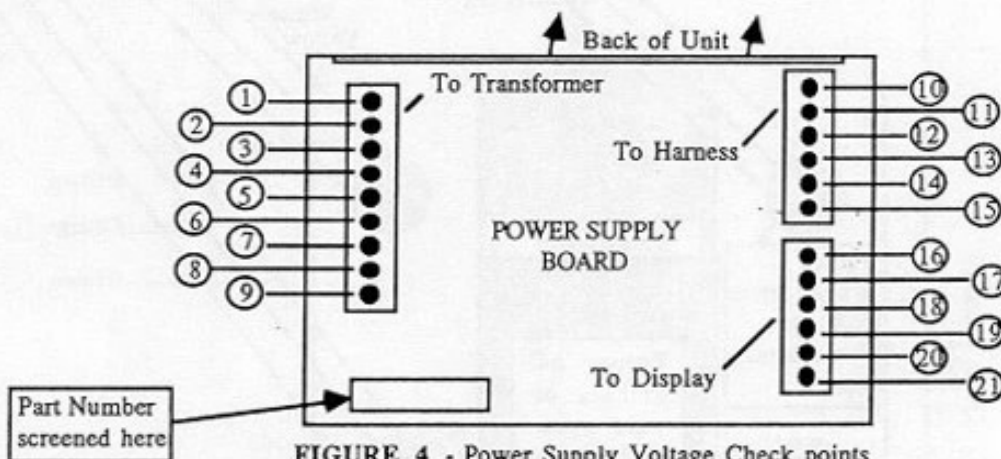 Back of Unit
To Transformer
① ② ③ ④ ⑤ ⑥ ⑦ ⑧ ⑨
To Harness
⑩ ⑪ ⑫ ⑬ ⑭ ⑮
POWER SUPPLY
BOARD
To Display
⑯ ⑰ ⑱ ⑲ ⑳ ㉑
Part Number
screened here
FIGURE 4 - Power Supply Voltage Check points